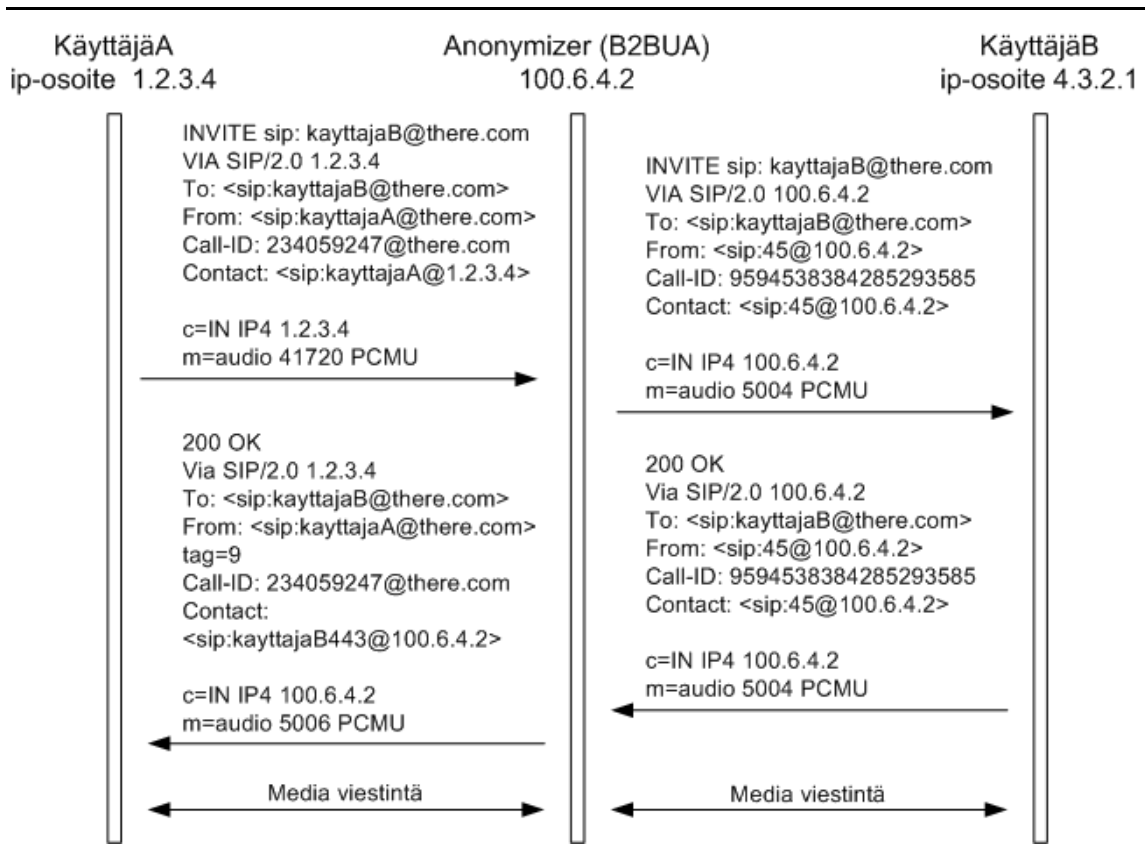 KäyttäjäA
ip-osoite 1.2.3.4
Anonymizer (B2BUA)
100.6.4.2
KäyttäjäB
ip-osoite 4.3.2.1
INVITE sip: kayttajaB@there.com
VIA SIP/2.0 1.2.3.4
To: <sip:kayttajaB@there.com>
From: <sip:kayttajaA@there.com>
Call-ID: 234059247@there.com
Contact: <sip:kayttajaA@1.2.3.4>
c=IN IP4 1.2.3.4
m=audio 41720 PCMU
INVITE sip: kayttajaB@there.com
VIA SIP/2.0 100.6.4.2
To: <sip:kayttajaB@there.com>
From: <sip:45@100.6.4.2>
Call-ID: 9594538384285293585
Contact: <sip:45@100.6.4.2>
c=IN IP4 100.6.4.2
m=audio 5004 PCMU
200 OK
Via SIP/2.0 1.2.3.4
To: <sip:kayttajaB@there.com>
From: <sip:kayttajaA@there.com>
tag=9
Call-ID: 234059247@there.com
Contact:
<sip:kayttajaB443@100.6.4.2>
c=IN IP4 100.6.4.2
m=audio 5006 PCMU
200 OK
Via SIP/2.0 100.6.4.2
To: <sip:kayttajaB@there.com>
From: <sip:45@100.6.4.2>
Call-ID: 9594538384285293585
Contact: <sip:45@100.6.4.2>
c=IN IP4 100.6.4.2
m=audio 5004 PCMU
Media viestintä
Media viestintä